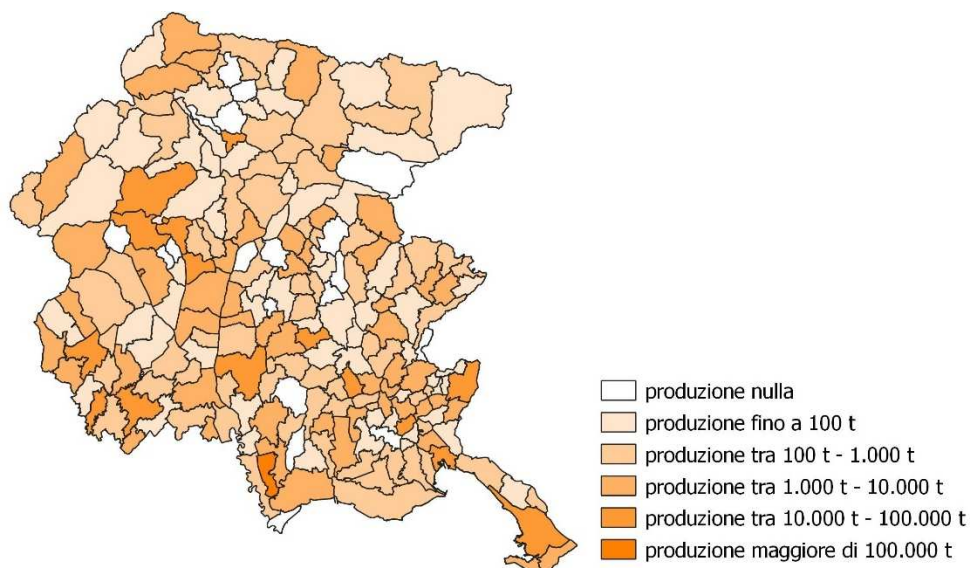 produzione nulla
produzione fino a 100 t
produzione tra 100 t - 1.000 t
produzione tra 1.000 t - 10.000 t
produzione tra 10.000 t - 100.000 t
produzione maggiore di 100.000 t